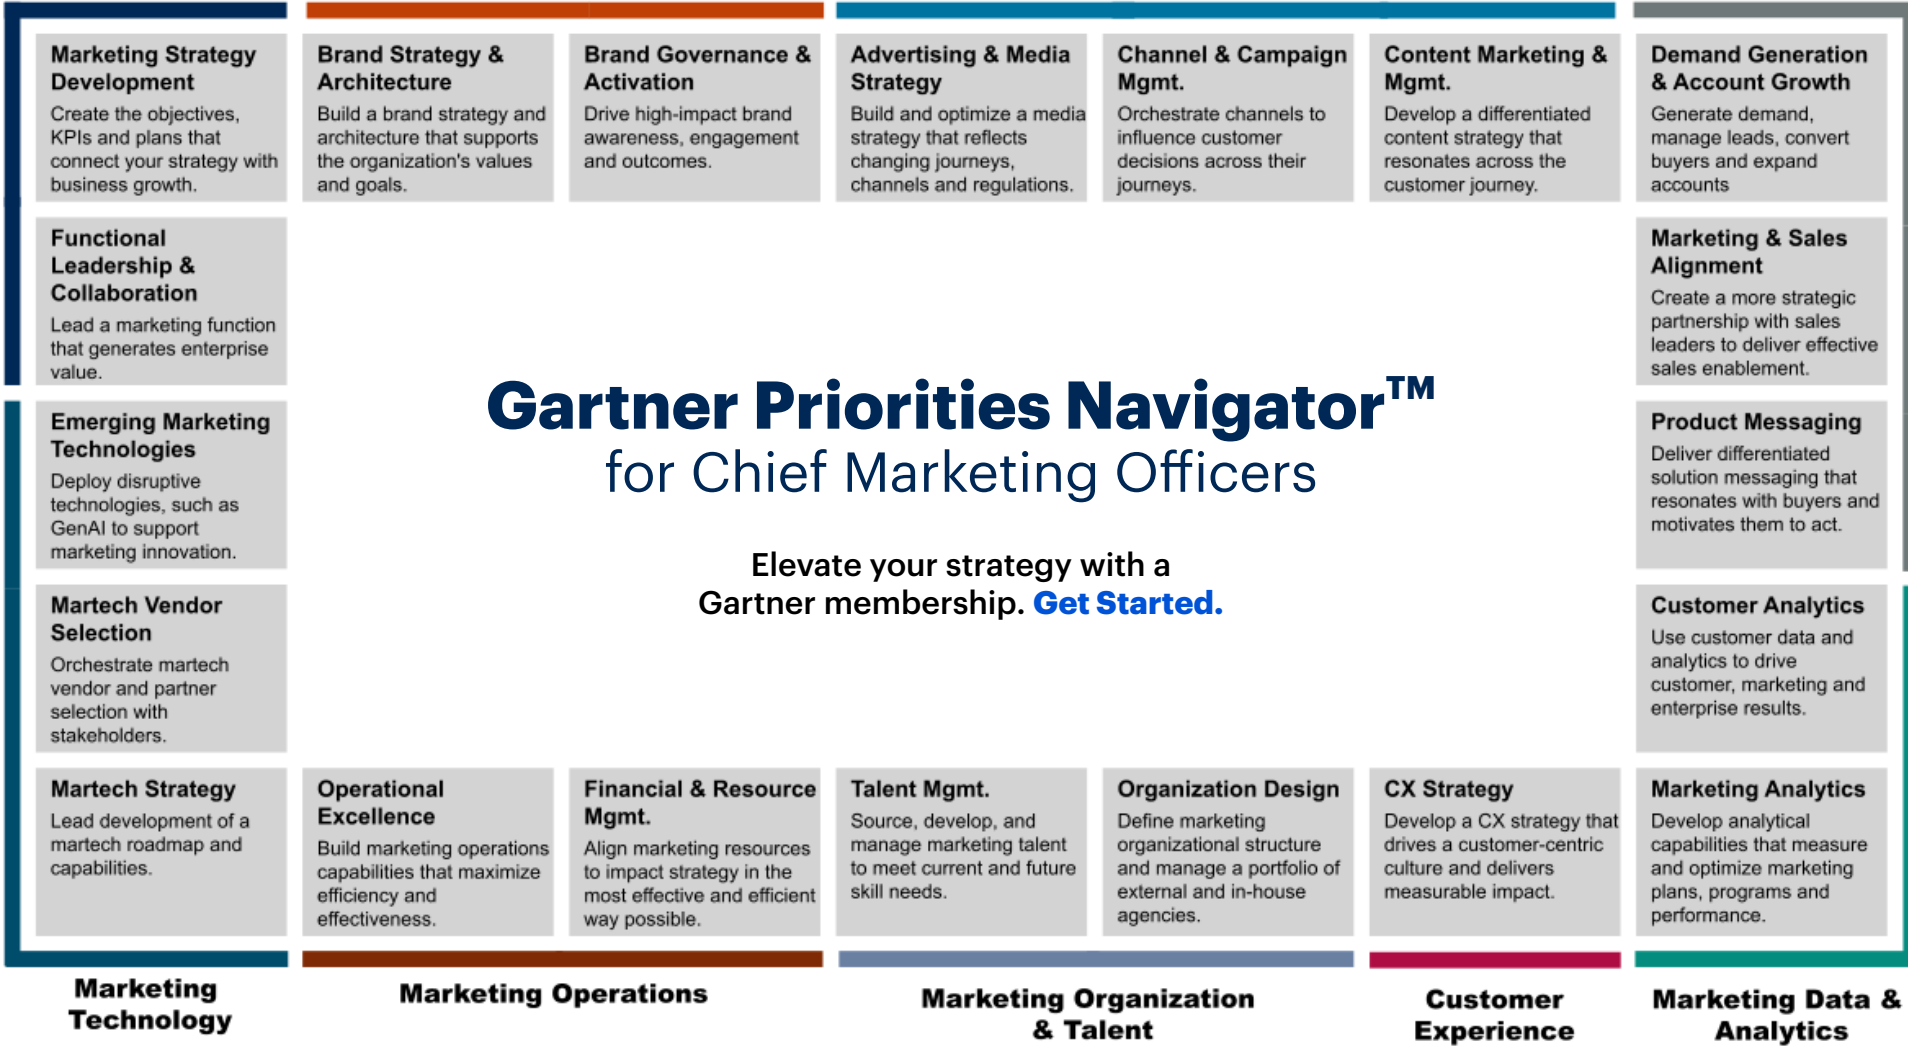 Marketing Strategy
Development
Create the objectives,
KPIs and plans that
connect your strategy with
business growth.
Brand Strategy &
Architecture
Build a brand strategy and
architecture that supports
the organization's values
and goals.
Brand Governance &
Activation
Drive high-impact brand
awareness, engagement
and outcomes.
Advertising & Media
Strategy
Build and optimize a media
strategy that reflects
changing journeys,
channels and regulations.
Channel & Campaign
Mgmt.
Orchestrate channels to
influence customer
decisions across their
journeys.
Content Marketing &
Mgmt.
Develop a differentiated
content strategy that
resonates across the
customer journey.
Demand Generation
& Account Growth
Generate demand,
manage leads, convert
buyers and expand
accounts
Functional
Leadership &
Collaboration
Lead a marketing function
that generates enterprise
value.
Marketing & Sales
Alignment
Create a more strategic
partnership with sales
leaders to deliver effective
sales enablement.
Gartner Priorities Navigator™
for Chief Marketing Officers
Elevate your strategy with a
Gartner membership. Get Started.
Emerging Marketing
Technologies
Deploy disruptive
technologies, such as
GenAI to support
marketing innovation.
Product Messaging
Deliver differentiated
solution messaging that
resonates with buyers and
motivates them to act.
Martech Vendor
Selection
Orchestrate martech
vendor and partner
selection with
stakeholders.
Customer Analytics
Use customer data and
analytics to drive
customer, marketing and
enterprise results.
Martech Strategy
Lead development of a
martech roadmap and
capabilities.
Operational
Excellence
Build marketing operations
capabilities that maximize
efficiency and
effectiveness.
Financial & Resource
Mgmt.
Align marketing resources
to impact strategy in the
most effective and efficient
way possible.
Talent Mgmt.
Source, develop, and
manage marketing talent
to meet current and future
skill needs.
Organization Design
Define marketing
organizational structure
and manage a portfolio of
external and in-house
agencies.
CX Strategy
Develop a CX strategy that
drives a customer-centric
culture and delivers
measurable impact.
Marketing Analytics
Develop analytical
capabilities that measure
and optimize marketing
plans, programs and
performance.
Marketing
Technology
Marketing Operations
Marketing Organization
& Talent
Customer
Experience
Marketing Data &
Analytics